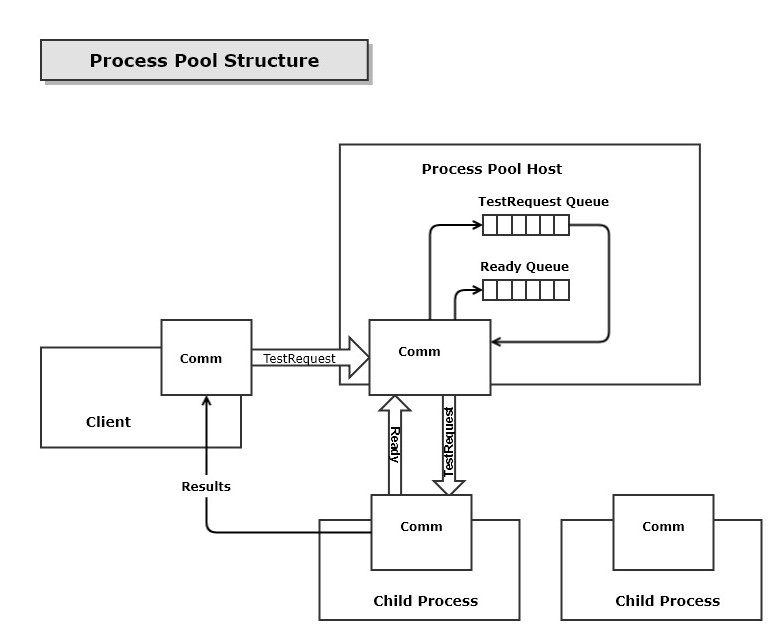 Process Pool Structure
Process Pool Host
TestRequest Queue
Ready Queue
Comm
TestRequest
Comm
Client
Ready
TestRequest
Results
Comm
Child Process
Comm
Child Process